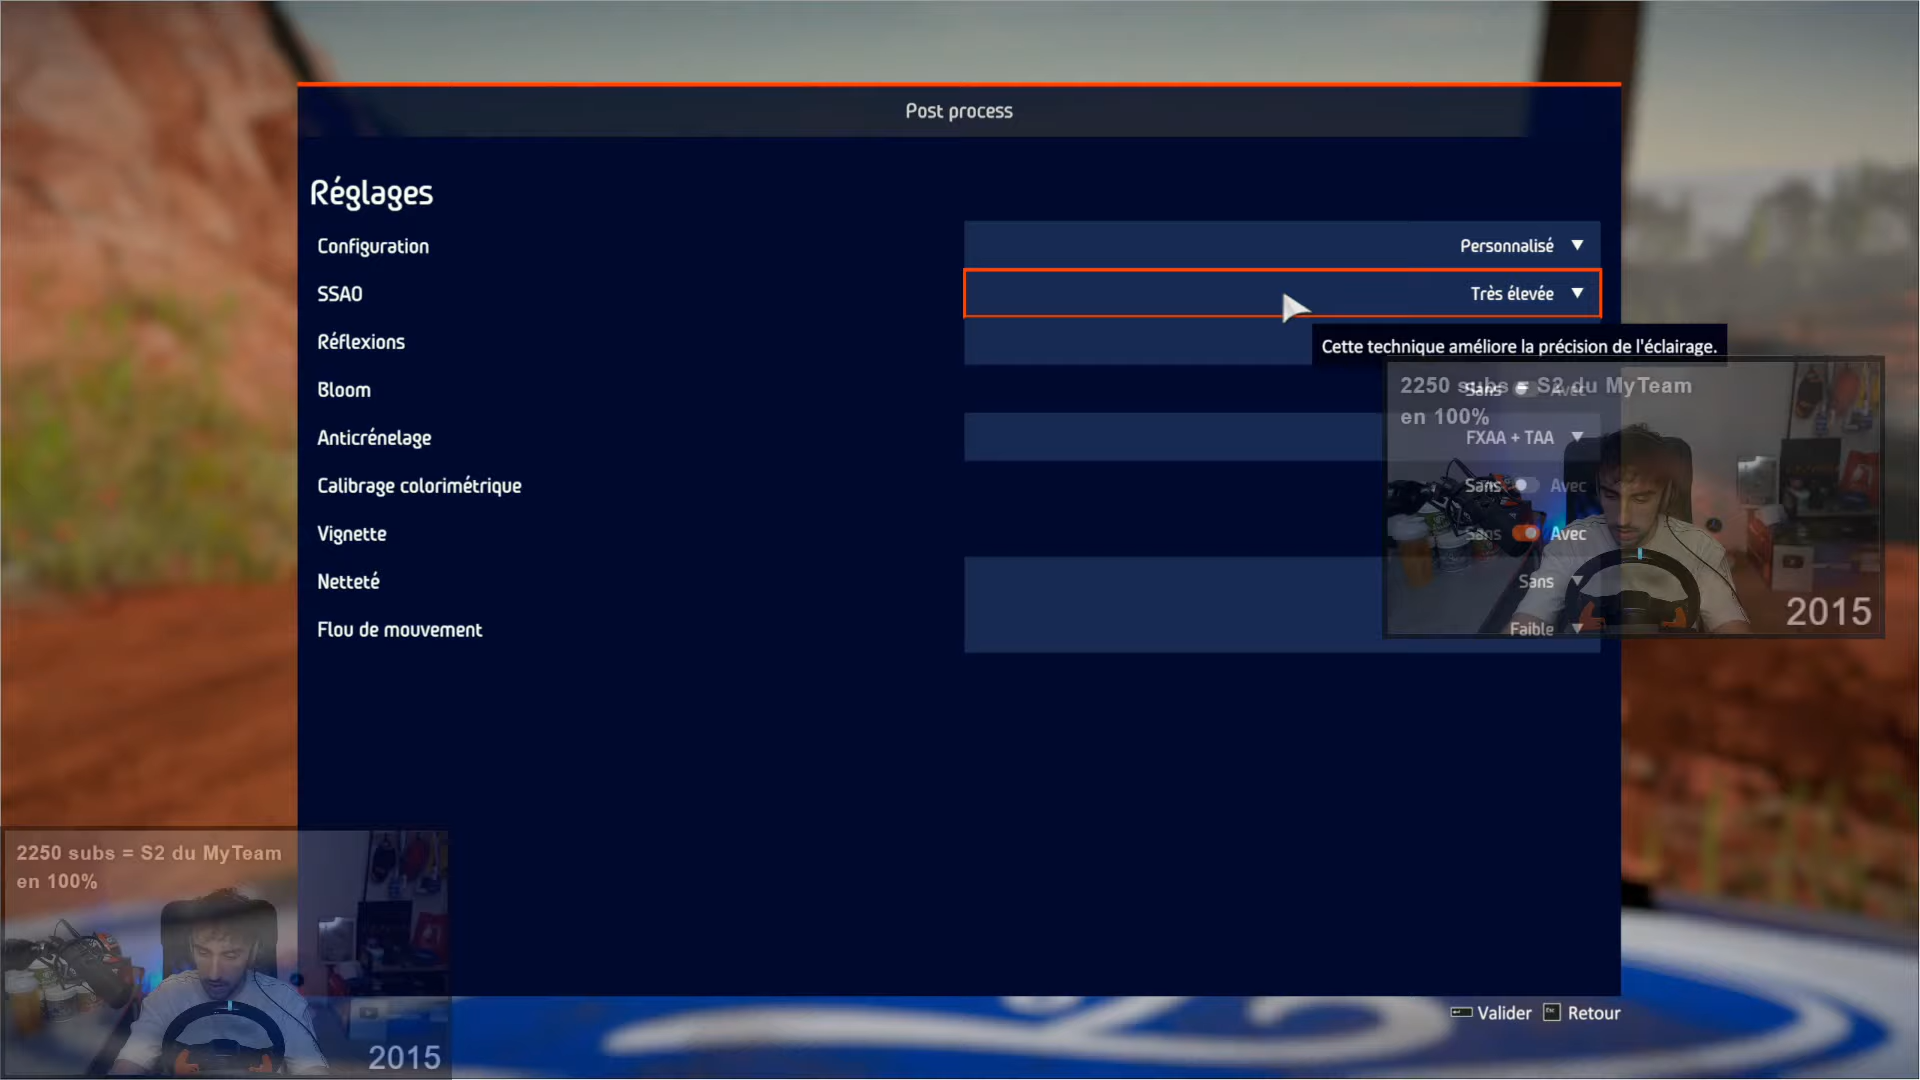 Post process
Réglages
Configuration
Personnalisé
SSAO
Très élevée
Réflexions
Cette technique améliore la précision de l'éclairage.
Bloom
Sans Avec
2250 subs = S2 du MyTeam
en 100%
Anticrénelage
FXAA + TAA
Calibrage colorimétrique
Sans Avec
Vignette
Sans Avec
Netteté
Sans
2015
Flou de mouvement
Faible
2250 subs = S2 du MyTeam
en 100%
2015
Valider
Retour